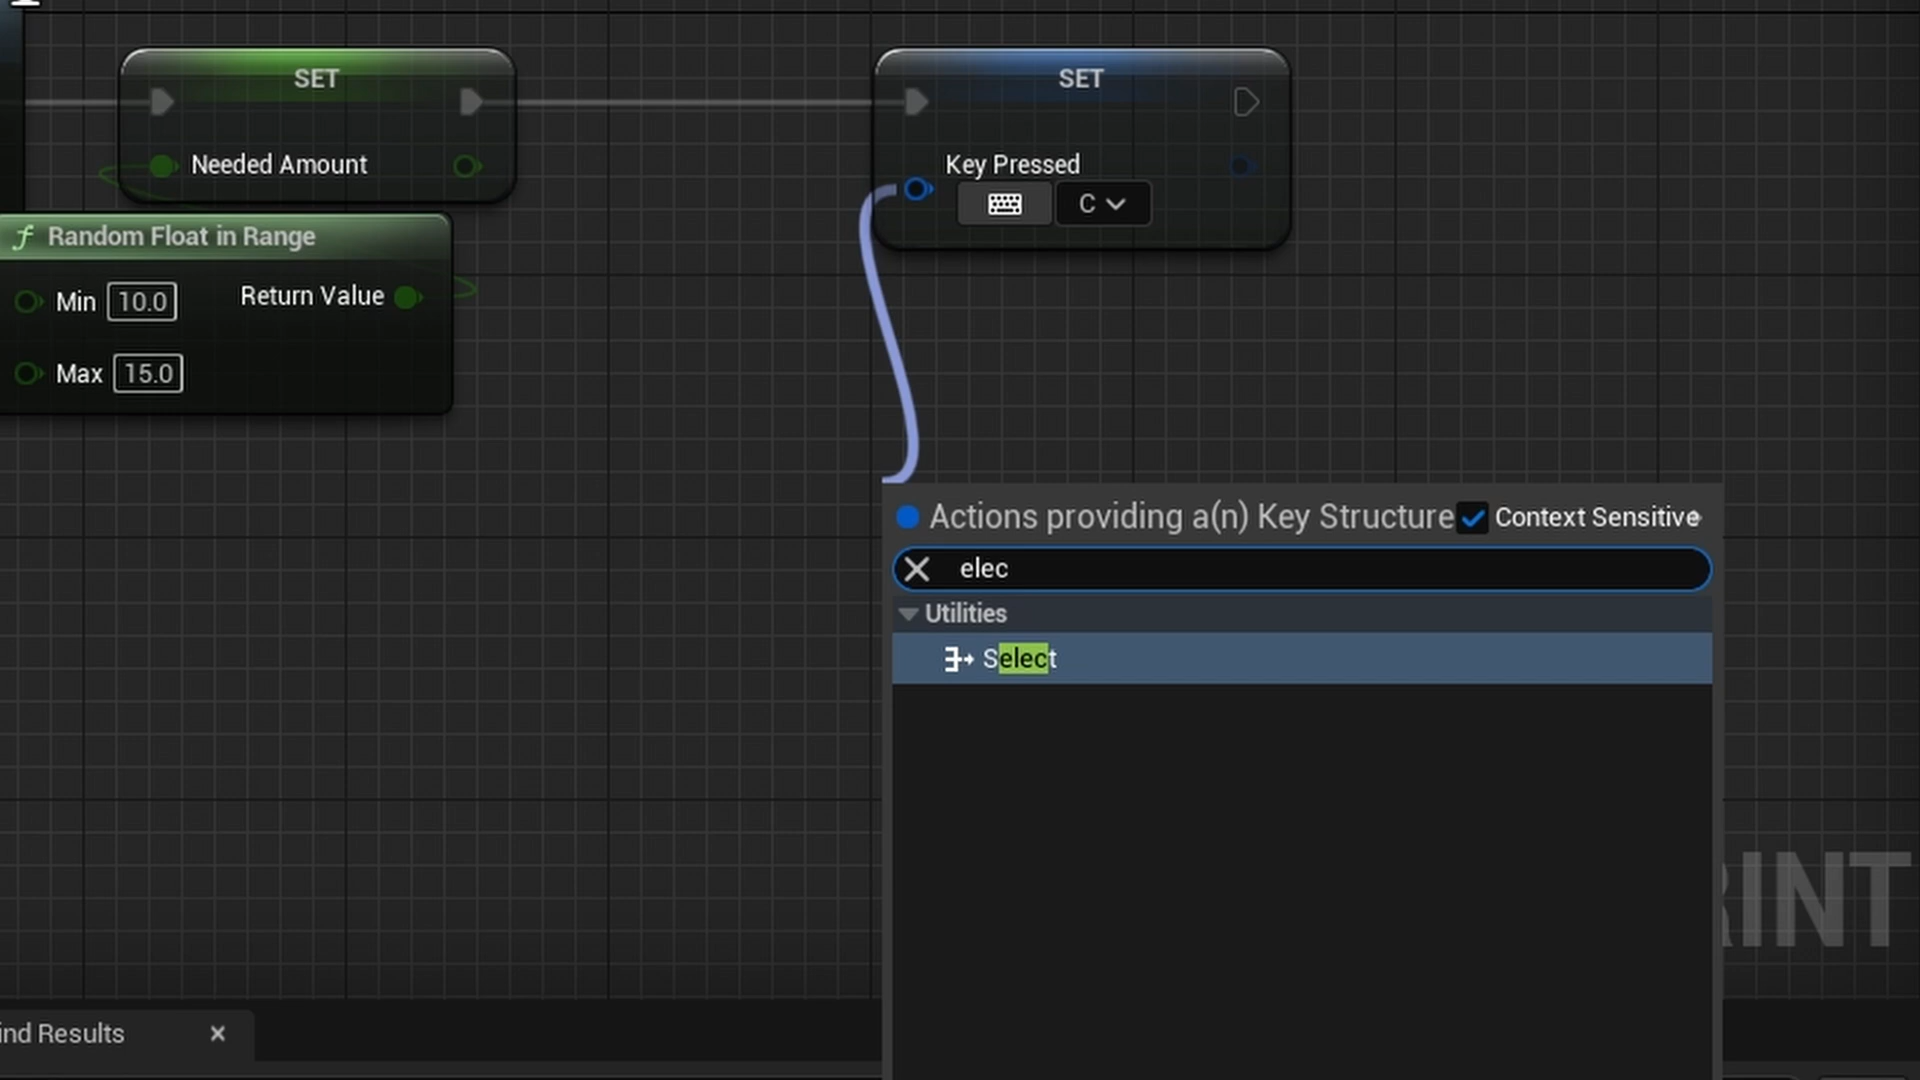 SET
SET
Needed Amount
Key Pressed
C
f Random Float in Range
Min 10.0
Return Value
Max 15.0
Actions providing a(n) Key Structure
Context Sensitive
elec
Utilities
Select
RINT
ind Results